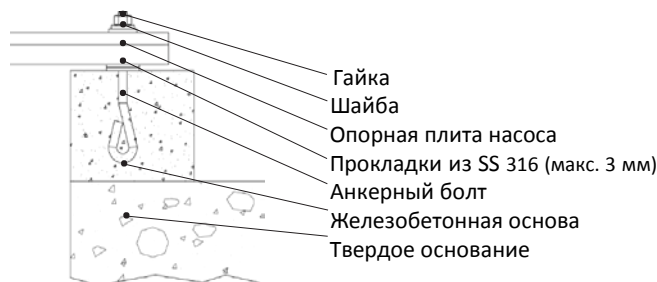 Гайка
Шайба
Опорная плита насоса
Прокладки из SS 316 (макс. 3 мм)
Анкерный болт
Железобетонная основа
Твердое основание